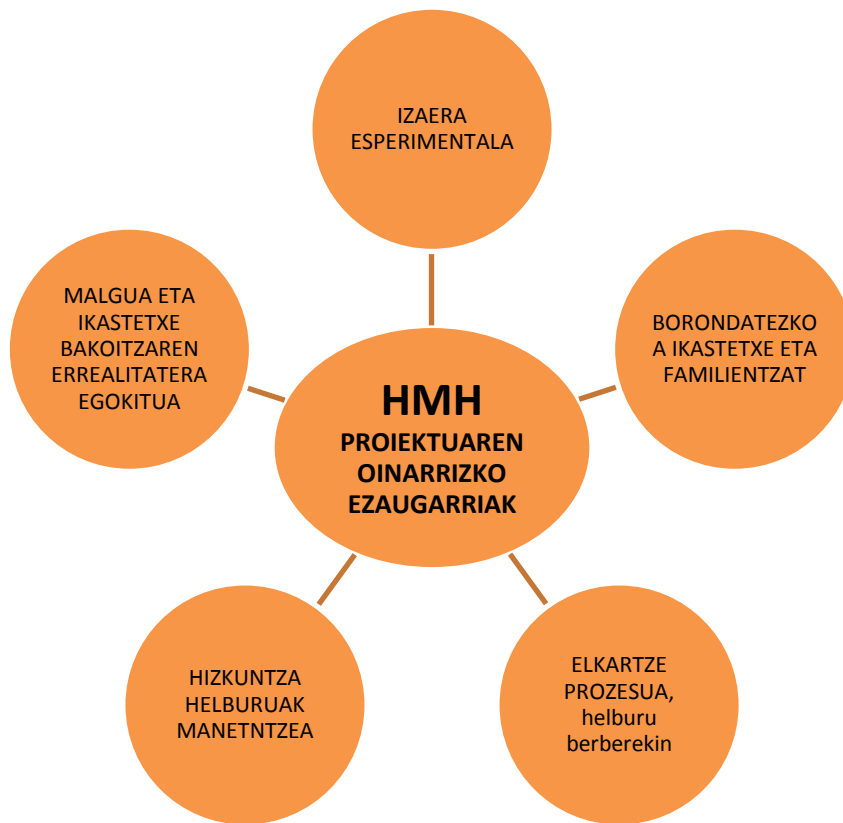 IZAERA
ESPERIMENTALA
MALGUA ETA
IKASTETXE
BAKOITZAREN
ERREALITATERA
EGOKITUA
BORONDATEZKO
A IKASTETXE ETA
FAMILIENTZAT
HMH
PROIEKTUAREN
OINARRIZKO
EZAUGARRIAK
HIZKUNTZA
HELBURUAK
MANETNTZEA
ELKARTZE
PROZESUA,
helburu
berberekin